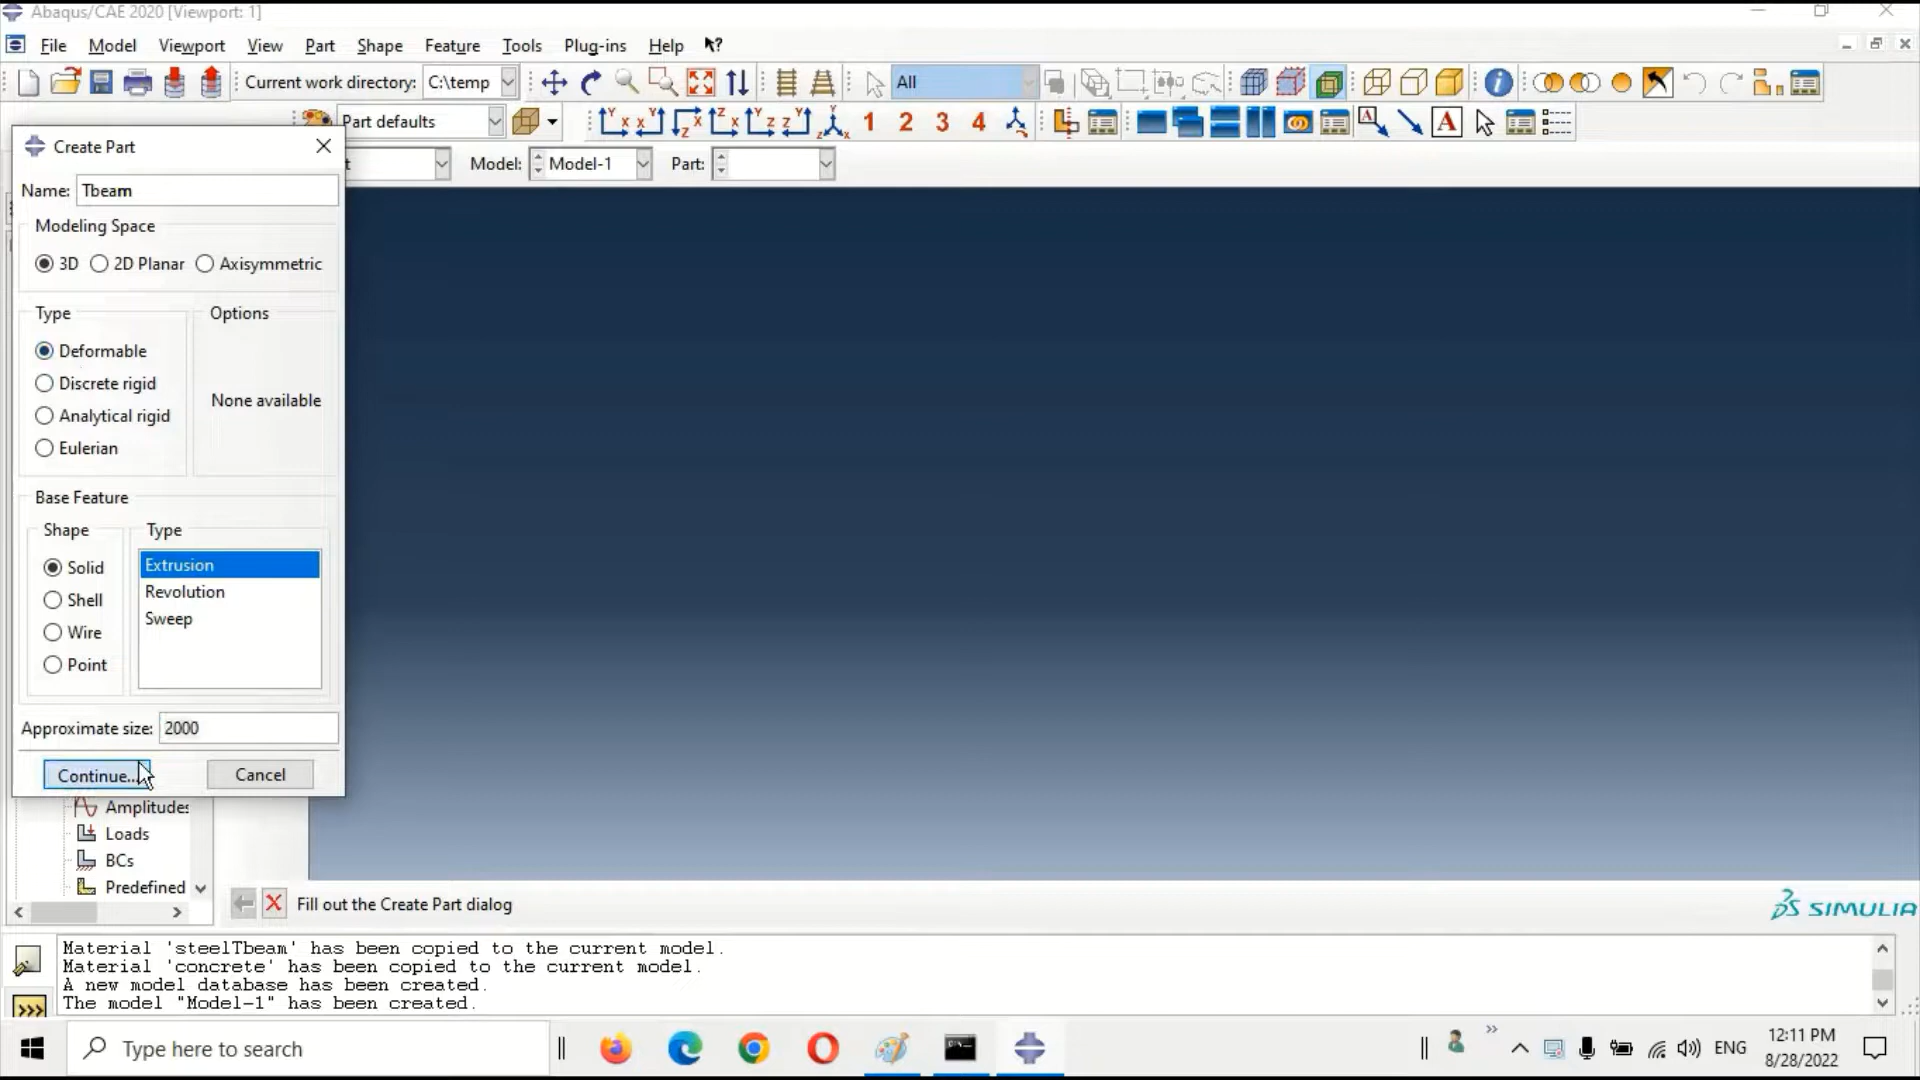 Abaqus/CAE 2020 [Viewport: 1]
File Model Viewport View Part Shape Feature Tools Plug-ins Help
Current work directory: C:\temp All
Part defaults 1 2 3 4 A
Model: Model-1 Part:
Create Part
Name: Tbeam
Modeling Space
3D 2D Planar Axisymmetric
Type Options
Deformable
Discrete rigid
None available
Analytical rigid
Eulerian
Base Feature
Shape Type
Solid Extrusion
Revolution
Shell
Sweep
Wire
Point
Approximate size: 2000
Continue... Cancel
Amplitudes
Loads
BCs
Predefined
Fill out the Create Part dialog
SIMULIA
Material 'steelTbeam' has been copied to the current model.
Material 'concrete' has been copied to the current model.
A new model database has been created.
The model "Model-1" has been created.
Type here to search
ENG
12:11 PM
8/28/2022